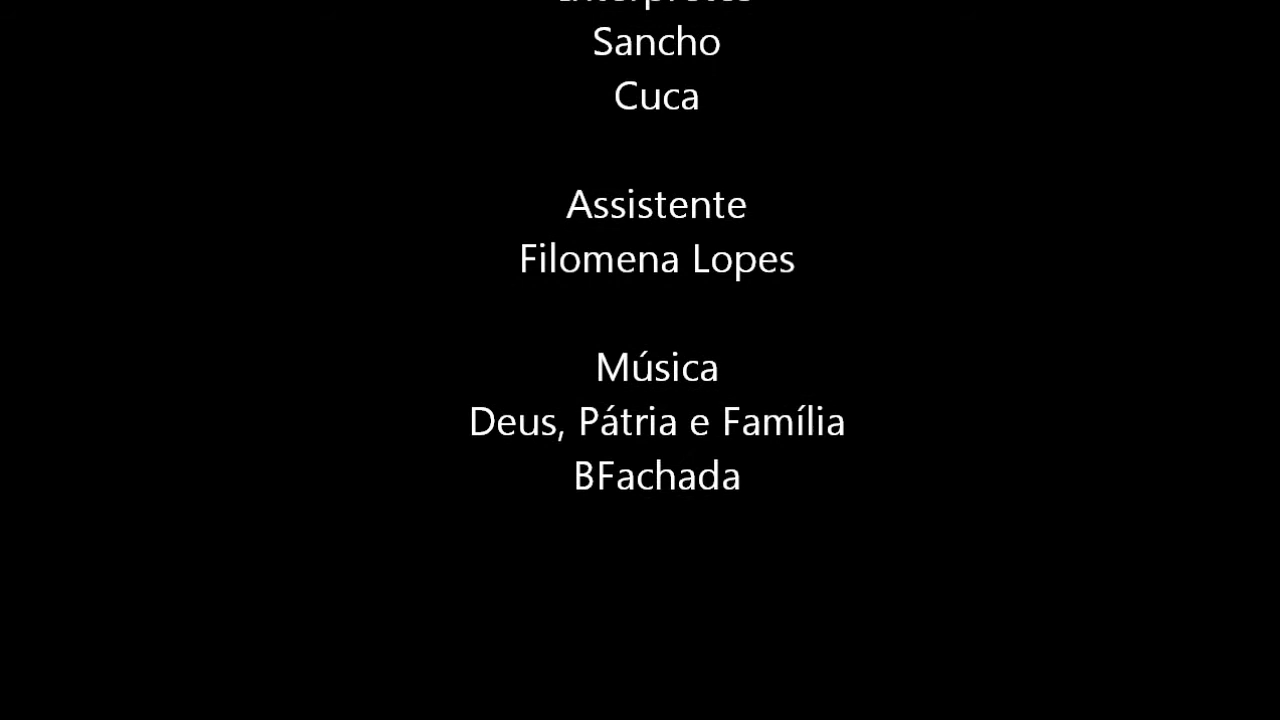 Sancho
Cuca
Assistente
Filomena Lopes
Música
Deus, Pátria e Família
BFachada